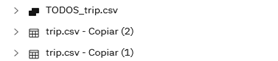 TODOS_trip.csv
trip.csv - Copiar (2)
trip.csv - Copiar (1)